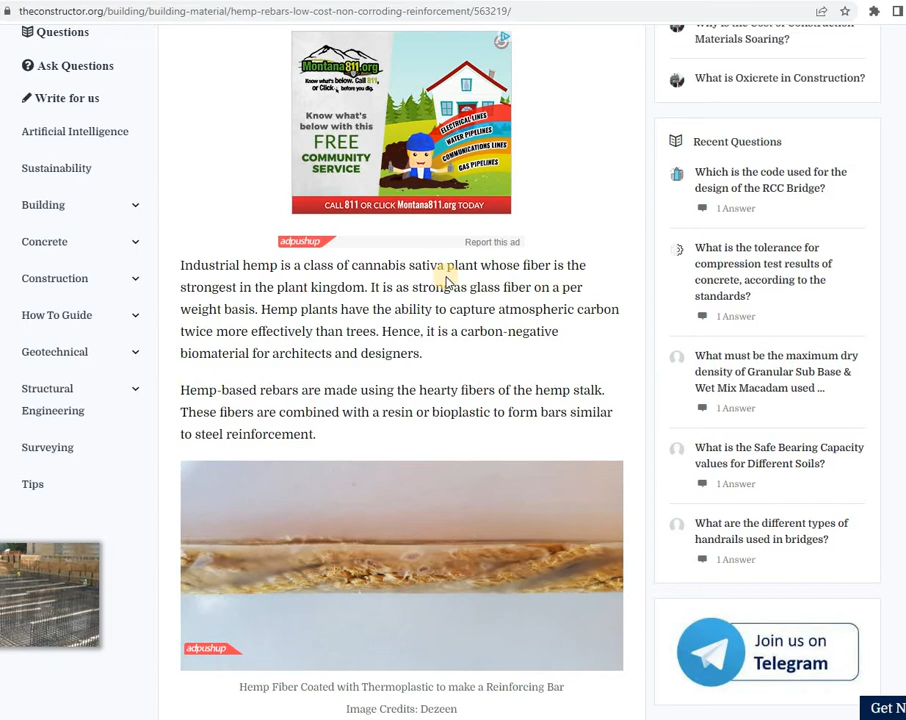 theconstructor.org/building/building-material/hemp-rebars-low-cost-non-corroding-reinforcement/563219/
Questions
Ask Questions
Write for us
Artificial Intelligence
Sustainability
Building
Concrete
Construction
How To Guide
Geotechnical
Structural
Engineering
Surveying
Tips
Montana811.org
Know what's below. Call 811,
or Click before you dig.
Know what's
below with this
FREE
COMMUNITY
SERVICE
ELECTRICAL LINES
WATER PIPELINES
COMMUNICATIONS LINES
GAS PIPELINES
CALL 811 OR CLICK Montana811.org TODAY
adpushup
Report this ad
Industrial hemp is a class of cannabis sativa plant whose fiber is the
strongest in the plant kingdom. It is as strong as glass fiber on a per
weight basis. Hemp plants have the ability to capture atmospheric carbon
twice more effectively than trees. Hence, it is a carbon-negative
biomaterial for architects and designers.
Hemp-based rebars are made using the hearty fibers of the hemp stalk.
These fibers are combined with a resin or bioplastic to form bars similar
to steel reinforcement.
adpushup
Hemp Fiber Coated with Thermoplastic to make a Reinforcing Bar
Image Credits: Dezeen
Why is the Cost of Construction
Materials Soaring?
What is Oxicrete in Construction?
Recent Questions
Which is the code used for the
design of the RCC Bridge?
1 Answer
What is the tolerance for
compression test results of
concrete, according to the
standards?
1 Answer
What must be the maximum dry
density of Granular Sub Base &
Wet Mix Macadam used ...
1 Answer
What is the Safe Bearing Capacity
values for Different Soils?
1 Answer
What are the different types of
handrails used in bridges?
1 Answer
Join us on
Telegram
Get N